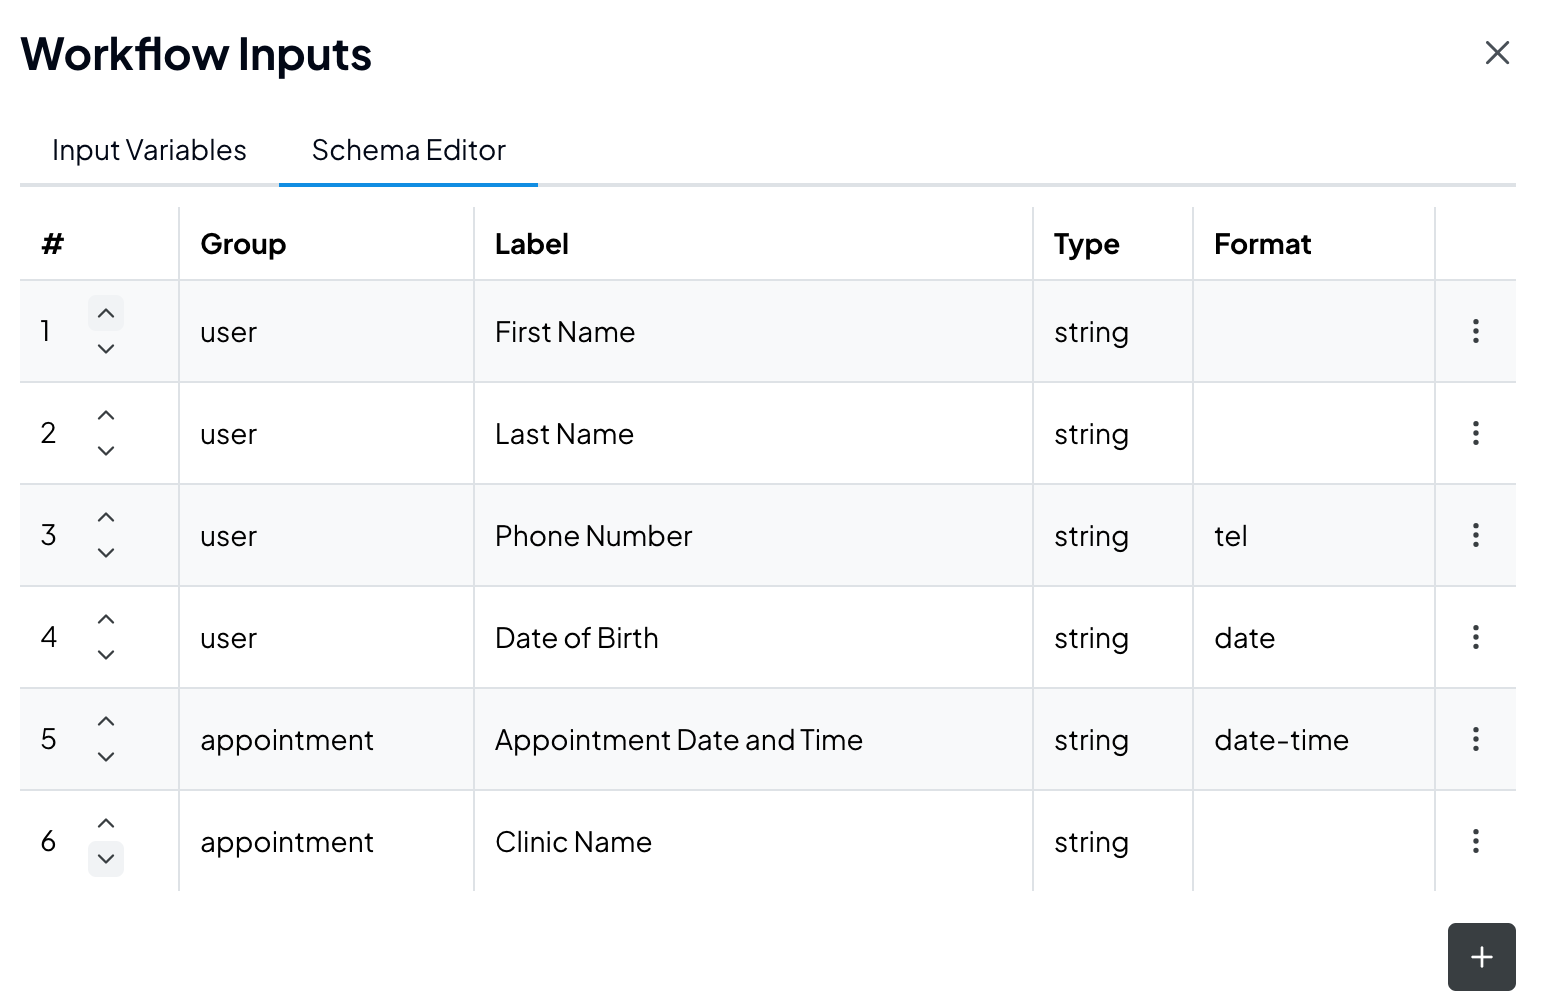 Workflow Inputs
Input Variables Schema Editor
# Group Label Type Format
1 user First Name string
2 user Last Name string
3 user Phone Number string tel
4 user Date of Birth string date
5 appointment Appointment Date and Time string date-time
6 appointment Clinic Name string